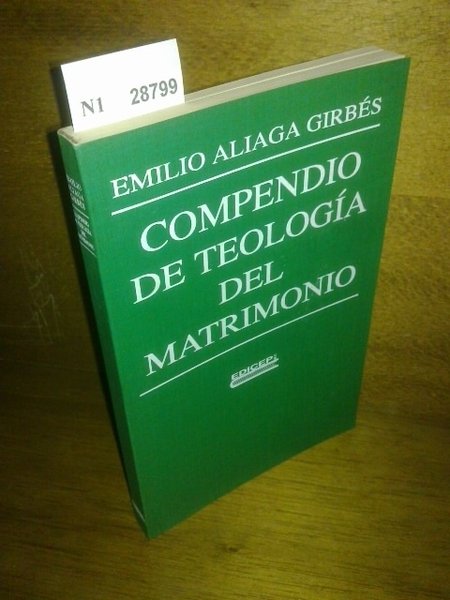 N1 28799
EMILIO ALIAGA GIRBÉS
COMPENDIO
DE TEOLOGÍA
DEL
MATRIMONIO
EDICEP